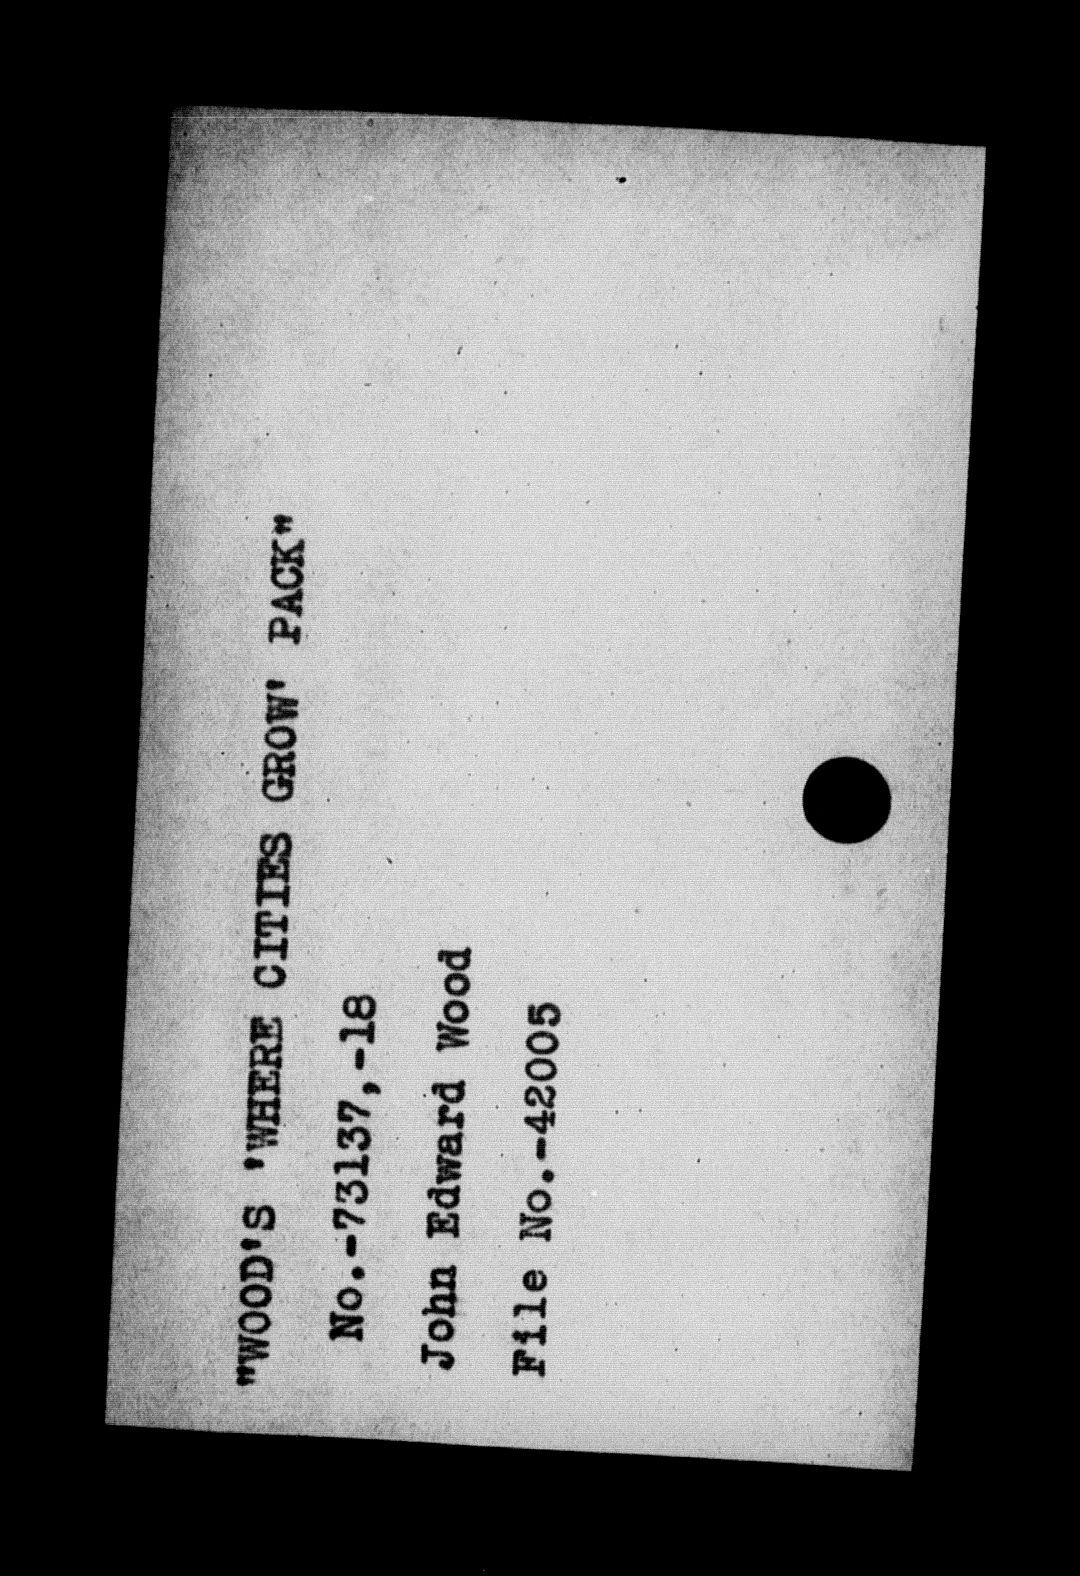 "WOOD'S 'WHERE CITIES GROW' PACK"
No.-73137,-18
John Edward Wood
File No.-42005